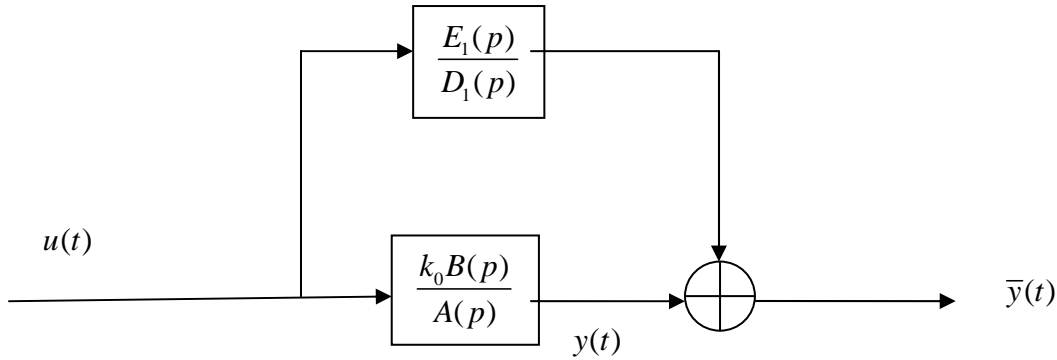 E₁(p)
D₁(p)
u(t)
k₀B(p)
A(p)
y(t)
y̅(t)